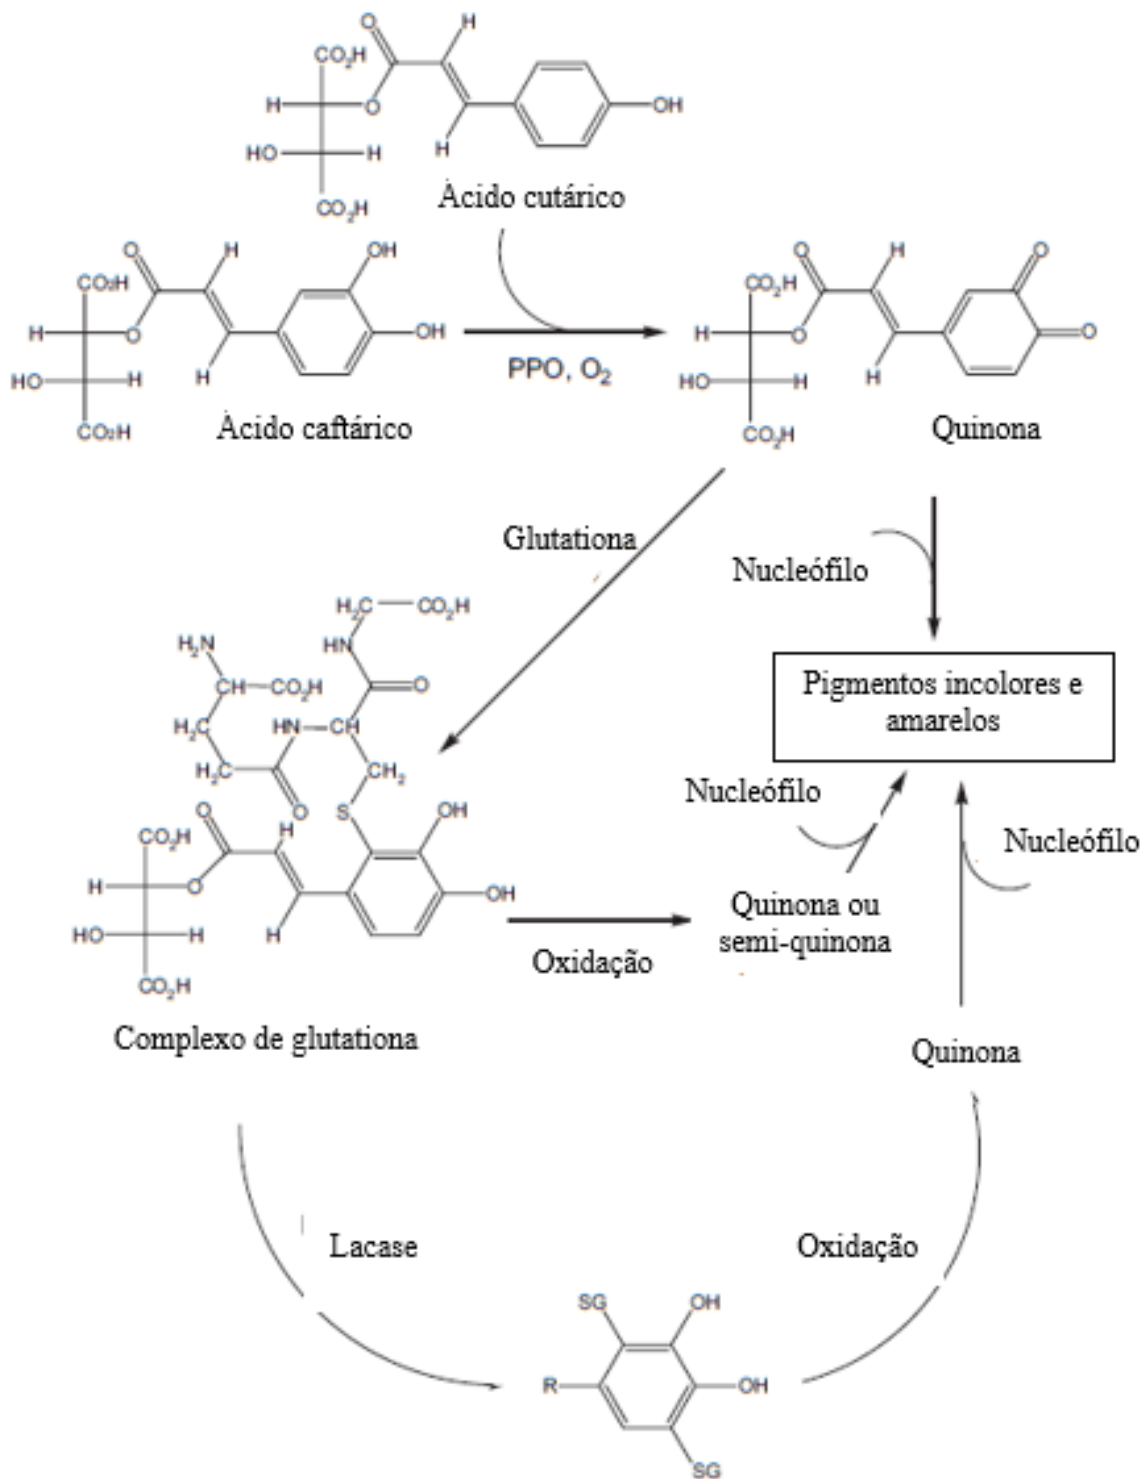 O
H
CO₂H
H
O
OH
HO
H
H
CO₂H
Ácido cutárico
O
H
OH
CO₂H
H
O
OH
HO
H
H
CO₂H
Ácido caftárico
PPO, O₂
O
H
O
CO₂H
H
O
O
HO
H
H
CO₂H
Quinona
Glutationa
Nucleófilo
H₂C—CO₂H
HN
H₂N
CH—CO₂H
O
H₂C
HN—CH
H₂C
CH₂
O
S
OH
O
H
CO₂H
H
O
OH
HO
H
H
CO₂H
Complexo de glutationa
Oxidação
Pigmentos incolores e
amarelos
Nucleófilo
Nucleófilo
Quinona ou
semi-quinona
Quinona
Lacase
Oxidação
SG
OH
R
OH
SG